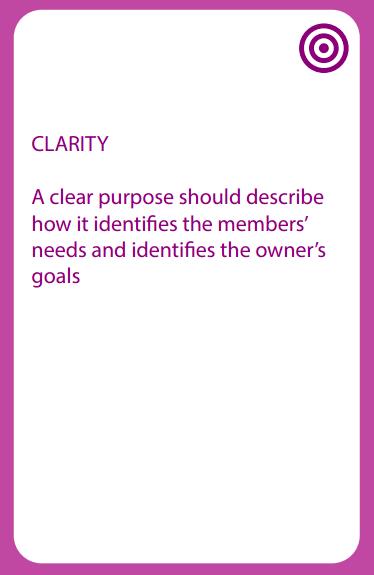 CLARITY
A clear purpose should describe
how it identifies the members’
needs and identifies the owner’s
goals